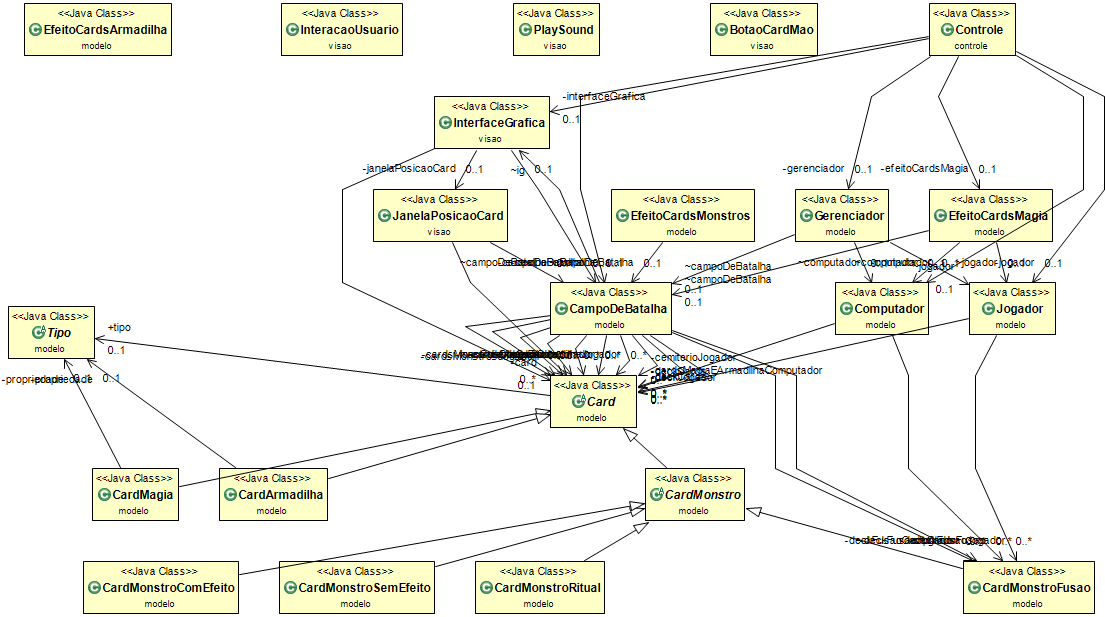 <<Java Class>>
EfeitoCardsArmadilha
modelo
<<Java Class>>
InteracaoUsuario
visao
<<Java Class>>
PlaySound
visao
<<Java Class>>
BotaoCardMao
visao
<<Java Class>>
Controle
controle
-interfaceGrafica
0..1
<<Java Class>>
InterfaceGrafica
visao
-janelaPosicaoCard
0..1
~ig
0..1
-gerenciador
0..1
-efeitoCardsMagia
0..1
<<Java Class>>
JanelaPosicaoCard
visao
<<Java Class>>
EfeitoCardsMonstros
modelo
<<Java Class>>
Gerenciador
modelo
<<Java Class>>
EfeitoCardsMagia
modelo
0..1
~campoDeBatalha
~campoDeBatalha
0..1
0..1
~computador
-jogador
0..1
0..1
<<Java Class>>
CampoDeBatalha
modelo
<<Java Class>>
Computador
modelo
<<Java Class>>
Jogador
modelo
<<Java Class>>
Tipo
modelo
+tipo
0..1
0..*
-cemiterioJogador
0..*
0..1
0..*
<<Java Class>>
Card
modelo
0..1
<<Java Class>>
CardMagia
modelo
<<Java Class>>
CardArmadilha
modelo
<<Java Class>>
CardMonstro
modelo
0..*
0..*
<<Java Class>>
CardMonstroComEfeito
modelo
<<Java Class>>
CardMonstroSemEfeito
modelo
<<Java Class>>
CardMonstroRitual
modelo
<<Java Class>>
CardMonstroFusao
modelo